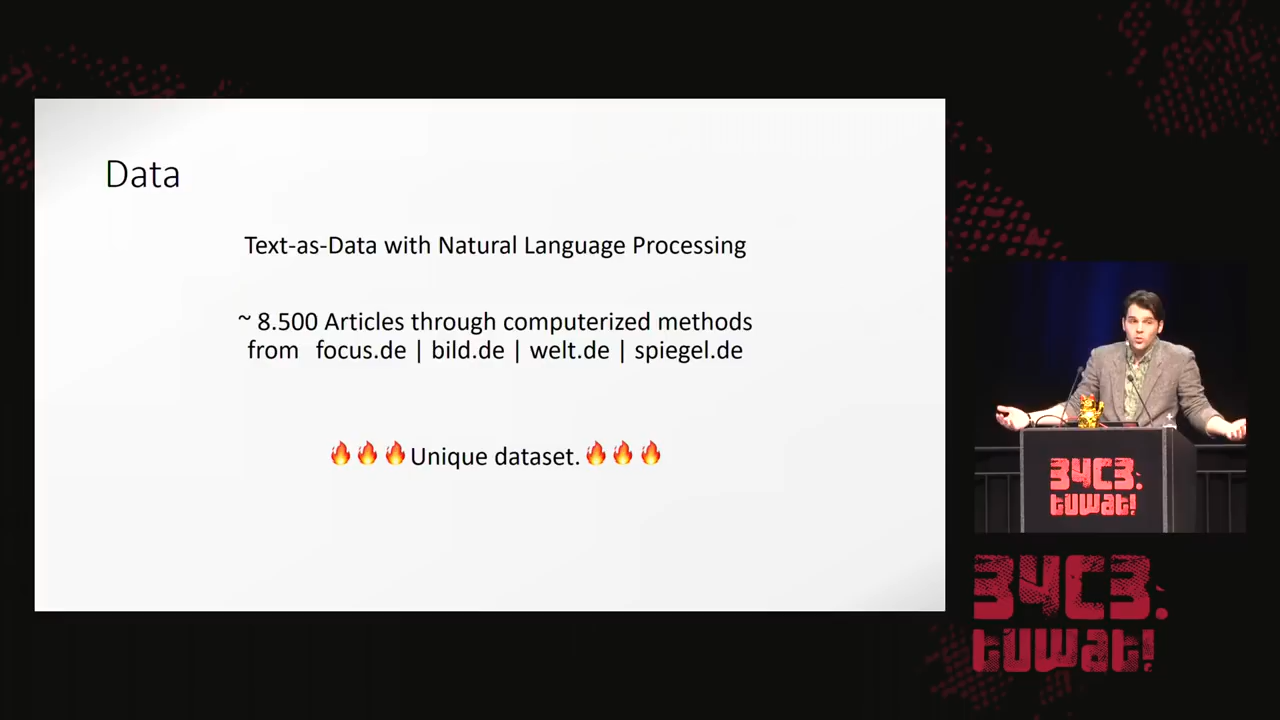 Data
Text-as-Data with Natural Language Processing
~ 8.500 Articles through computerized methods
from focus.de | bild.de | welt.de | spiegel.de
🔥🔥🔥Unique dataset.🔥🔥🔥
34C3.
tuwat!
34C3.
tuwat!